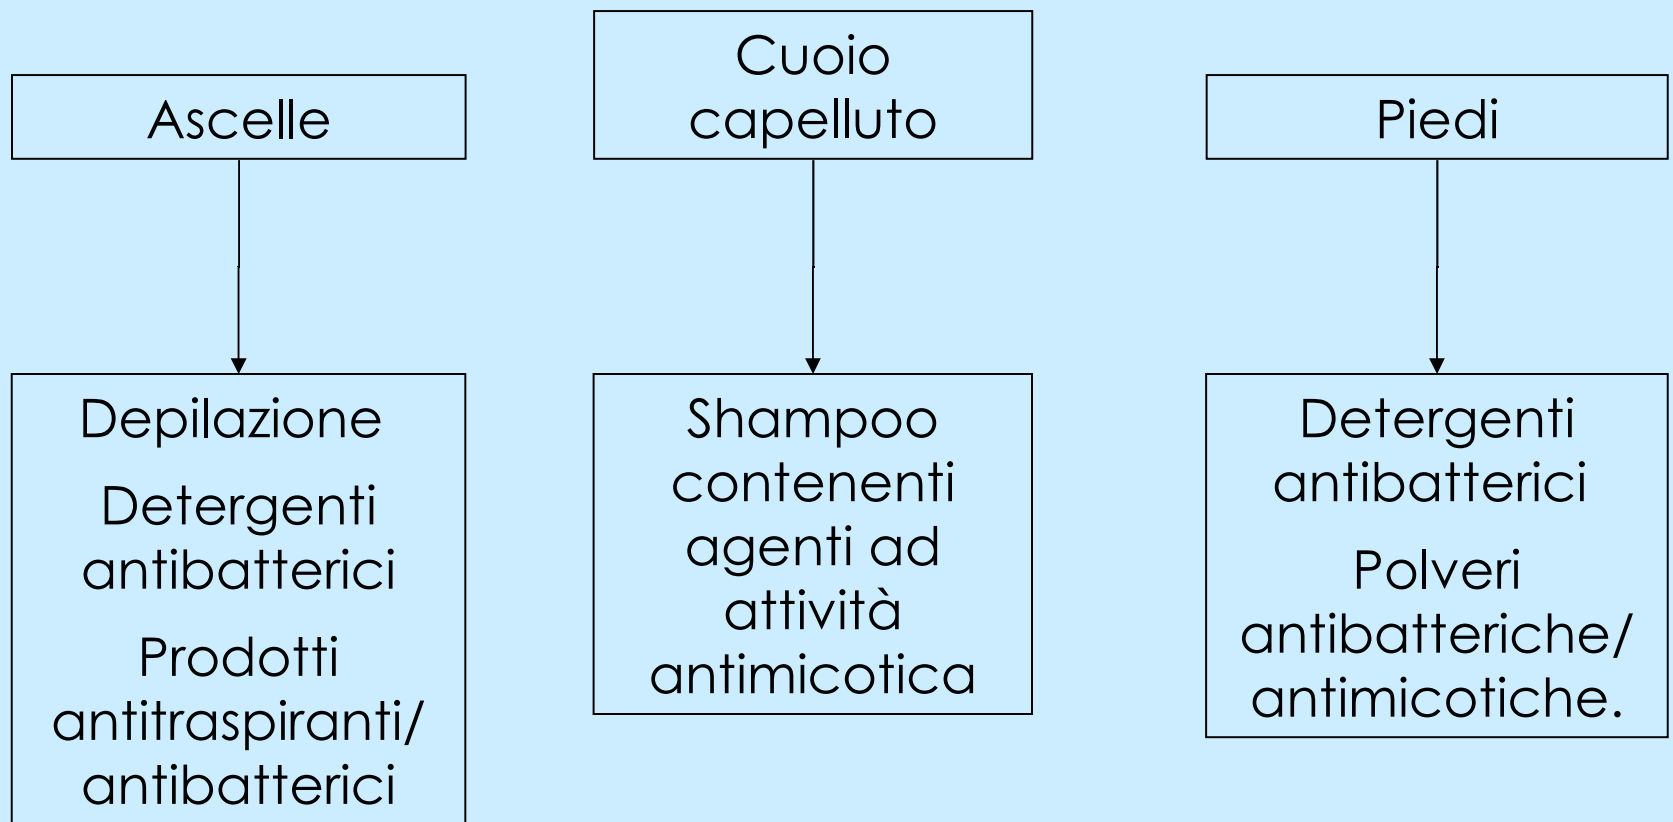 Ascelle
Cuoio
capelluto
Piedi
Depilazione
Detergenti
antibatterici
Prodotti
antitraspiranti/
antibatterici
Shampoo
contenenti
agenti ad
attività
antimicotica
Detergenti
antibatterici
Polveri
antibatteriche/
antimicotiche.